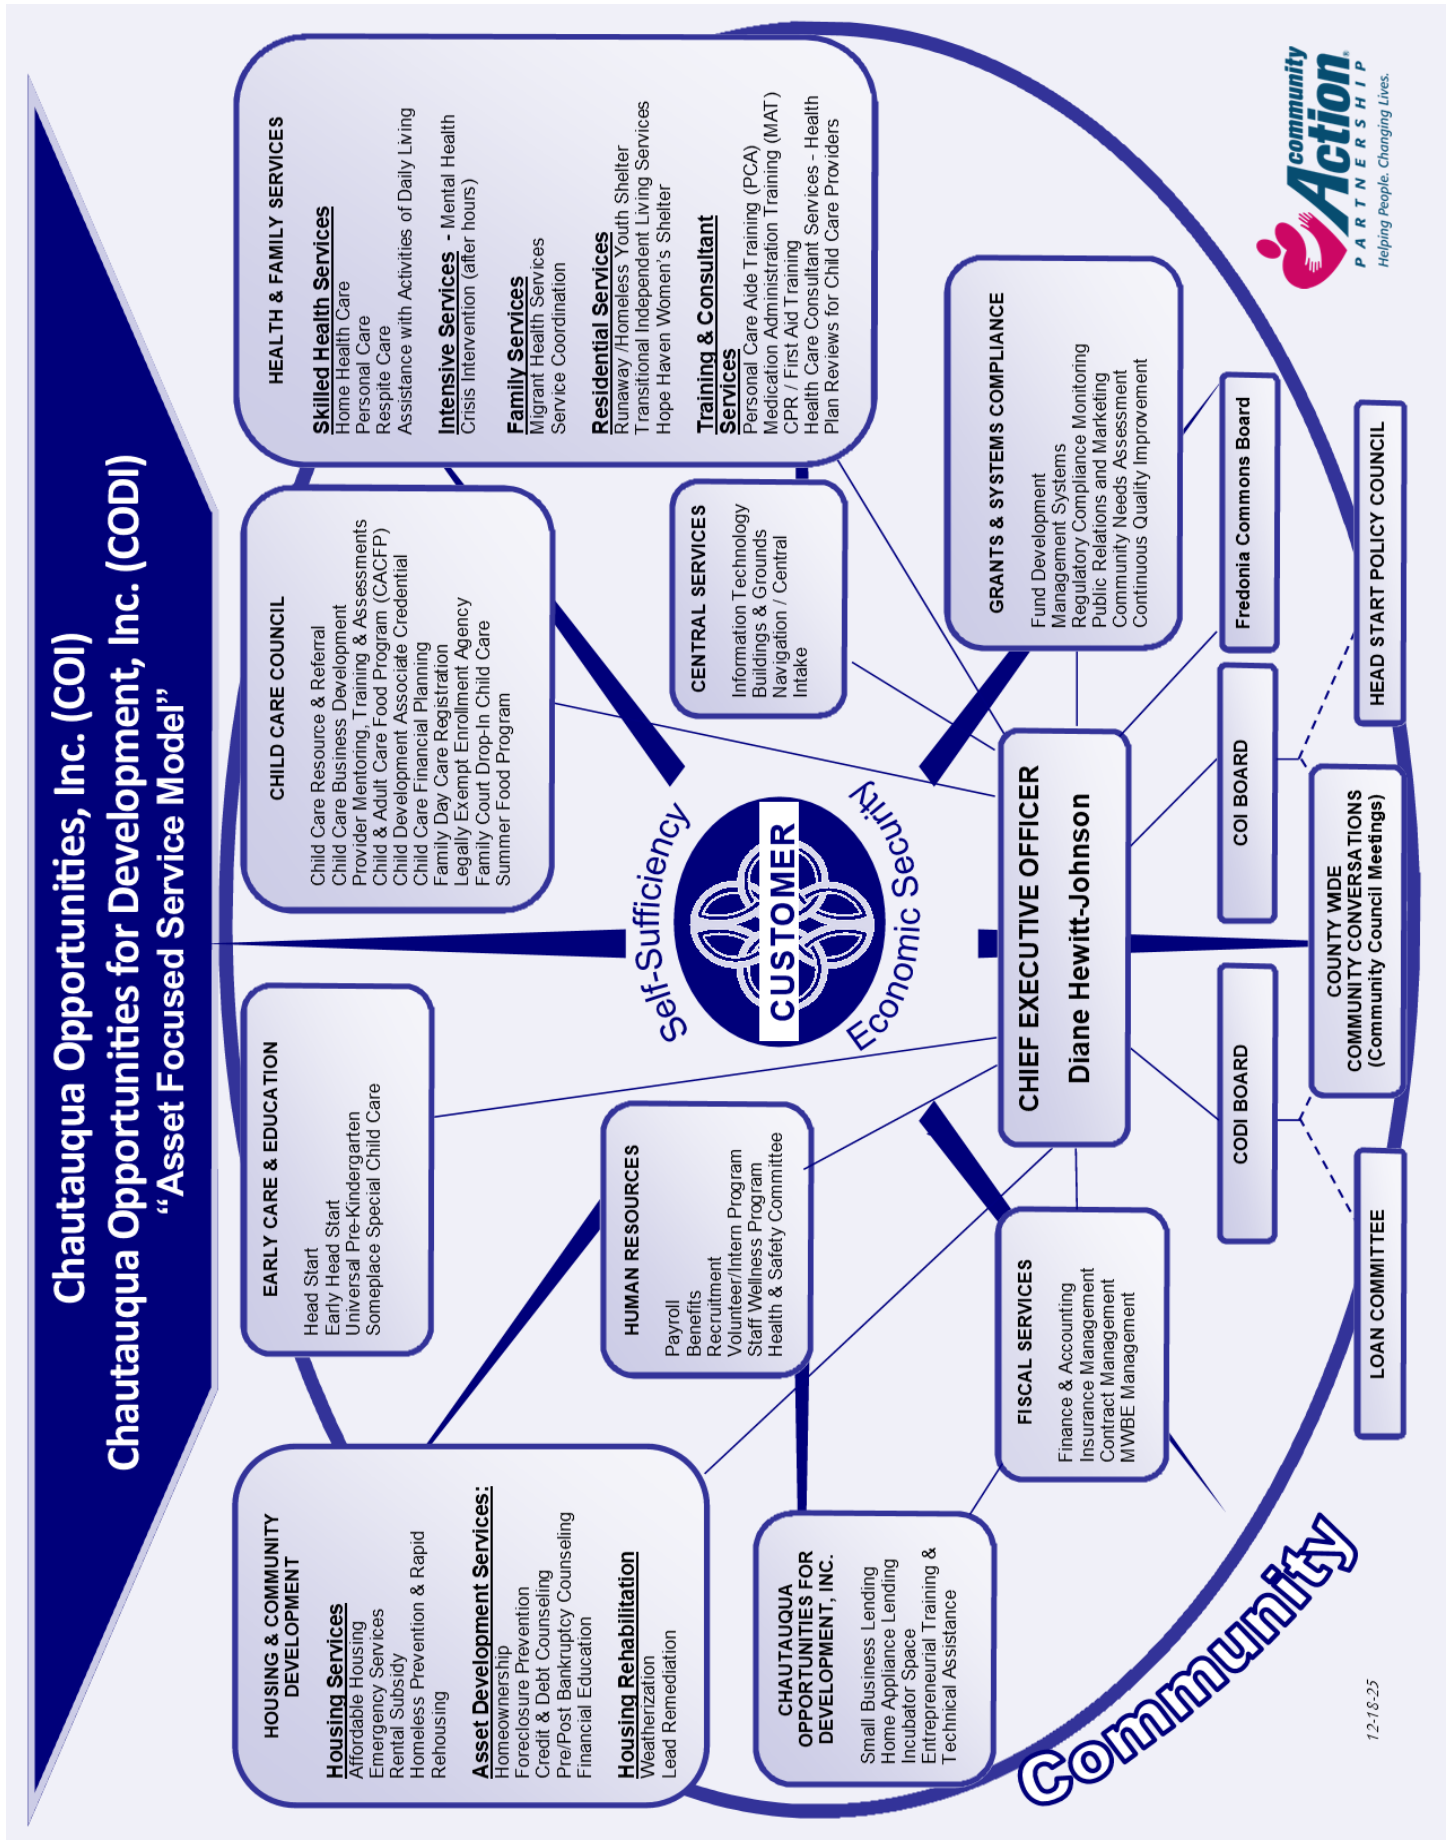 Chautauqua Opportunities, Inc. (COI)
Chautauqua Opportunities for Development, Inc. (CODI)
“Asset Focused Service Model”
HOUSING & COMMUNITY
DEVELOPMENT
Housing Services
Affordable Housing
Emergency Services
Rental Subsidy
Homeless Prevention & Rapid
Rehousing
Asset Development Services:
Homeownership
Foreclosure Prevention
Credit & Debt Counseling
Pre/Post Bankruptcy Counseling
Financial Education
Housing Rehabilitation
Weatherization
Lead Remediation
EARLY CARE & EDUCATION
Head Start
Early Head Start
Universal Pre-Kindergarten
Someplace Special Child Care
CHILD CARE COUNCIL
Child Care Resource & Referral
Child Care Business Development
Provider Mentoring, Training & Assessments
Child & Adult Care Food Program (CACFP)
Child Development Associate Credential
Child Care Financial Planning
Family Day Care Registration
Legally Exempt Enrollment Agency
Family Court Drop-In Child Care
Summer Food Program
HEALTH & FAMILY SERVICES
Skilled Health Services
Home Health Care
Personal Care
Respite Care
Assistance with Activities of Daily Living
Intensive Services - Mental Health
Crisis Intervention (after hours)
Family Services
Migrant Health Services
Service Coordination
Residential Services
Runaway /Homeless Youth Shelter
Transitional Independent Living Services
Hope Haven Women's Shelter
Training & Consultant
Services
Personal Care Aide Training (PCA)
Medication Administration Training (MAT)
CPR / First Aid Training
Health Care Consultant Services - Health
Plan Reviews for Child Care Providers
HUMAN RESOURCES
Payroll
Benefits
Recruitment
Volunteer/Intern Program
Staff Wellness Program
Health & Safety Committee
Self-Sufficiency
CUSTOMER
Economic Security
CENTRAL SERVICES
Information Technology
Buildings & Grounds
Navigation / Central
Intake
CHAUTAUQUA
OPPORTUNITIES FOR
DEVELOPMENT, INC.
Small Business Lending
Home Appliance Lending
Incubator Space
Entrepreneurial Training &
Technical Assistance
FISCAL SERVICES
Finance & Accounting
Insurance Management
Contract Management
MWBE Management
CHIEF EXECUTIVE OFFICER
Diane Hewitt-Johnson
GRANTS & SYSTEMS COMPLIANCE
Fund Development
Management Systems
Regulatory Compliance Monitoring
Public Relations and Marketing
Community Needs Assessment
Continuous Quality Improvement
CODI BOARD
COI BOARD
Fredonia Commons Board
LOAN COMMITTEE
COUNTY WIDE
COMMUNITY CONVERSATIONS
(Community Council Meetings)
HEAD START POLICY COUNCIL
Community
12-18-25
community
Action®
PARTNERSHIP
Helping People. Changing Lives.